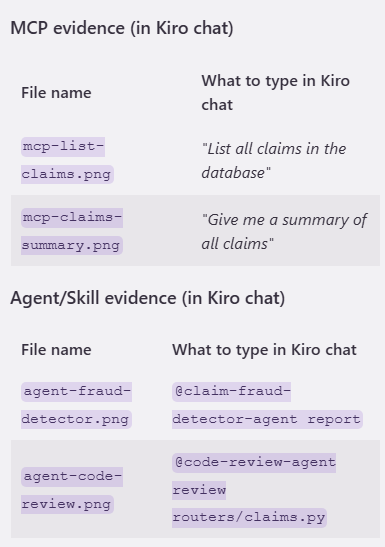 MCP evidence (in Kiro chat)
File name
What to type in Kiro
chat
mcp-list-
claims.png
"List all claims in the
database"
mcp-claims-
summary.png
"Give me a summary of
all claims"
Agent/Skill evidence (in Kiro chat)
File name
What to type in Kiro chat
agent-fraud-
detector.png
@claim-fraud-
detector-agent report
agent-code-
review.png
@code-review-agent
review
routers/claims.py